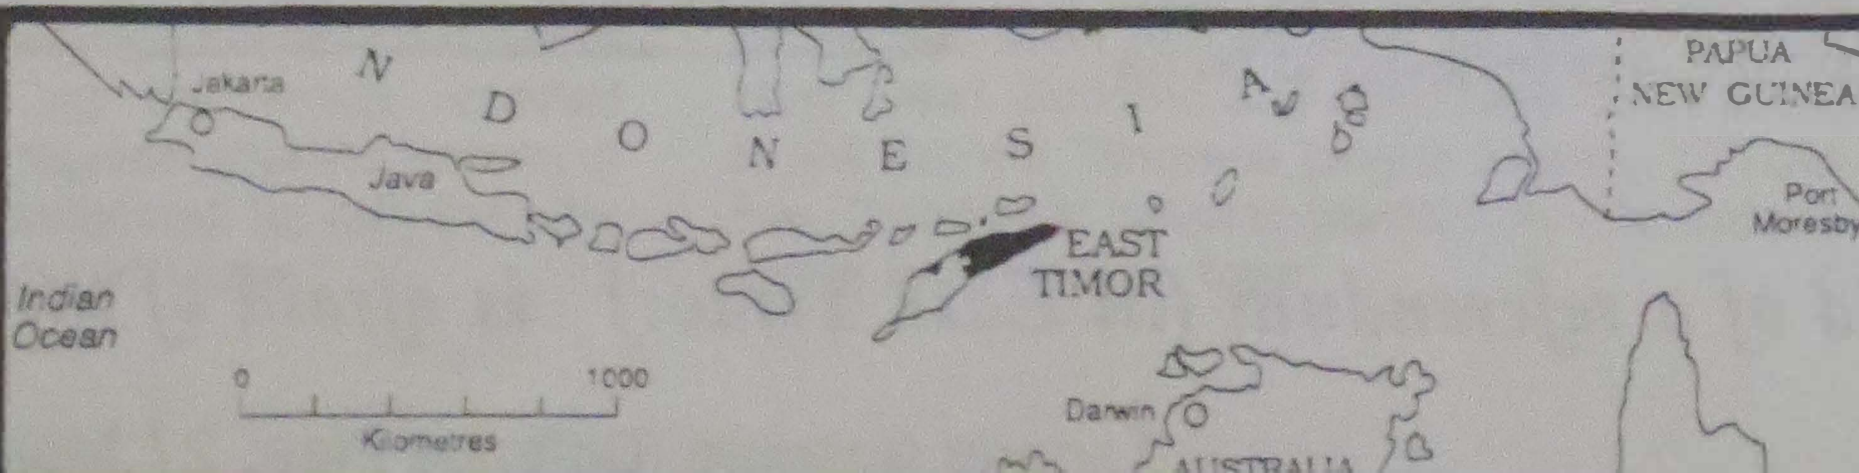 PAPUA
NEW GUINEA
Jakarta
N D O N E S I A
Java
Port
Moresby
EAST
TIMOR
Indian
Ocean
0 1000
Kilometres
Darwin
AUSTRALIA